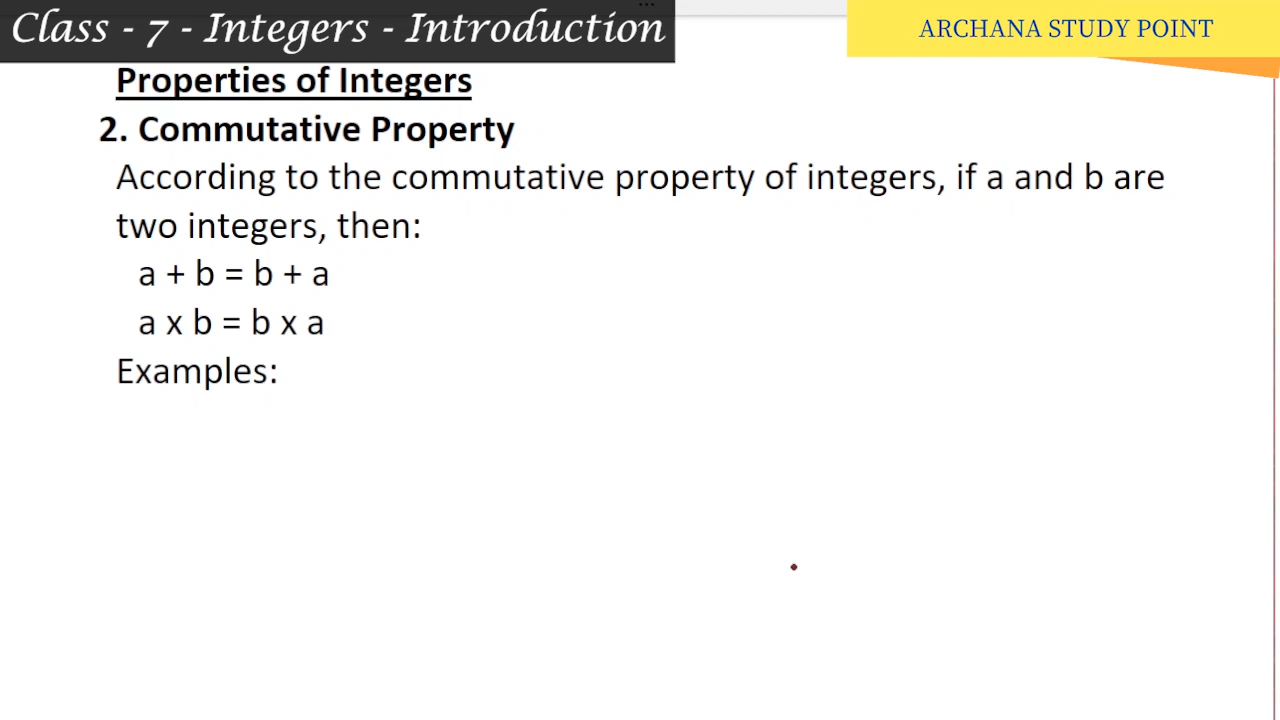 Class - 7 - Integers - Introduction
ARCHANA STUDY POINT
Properties of Integers
2. Commutative Property
According to the commutative property of integers, if a and b are
two integers, then:
a + b = b + a
a x b = b x a
Examples: